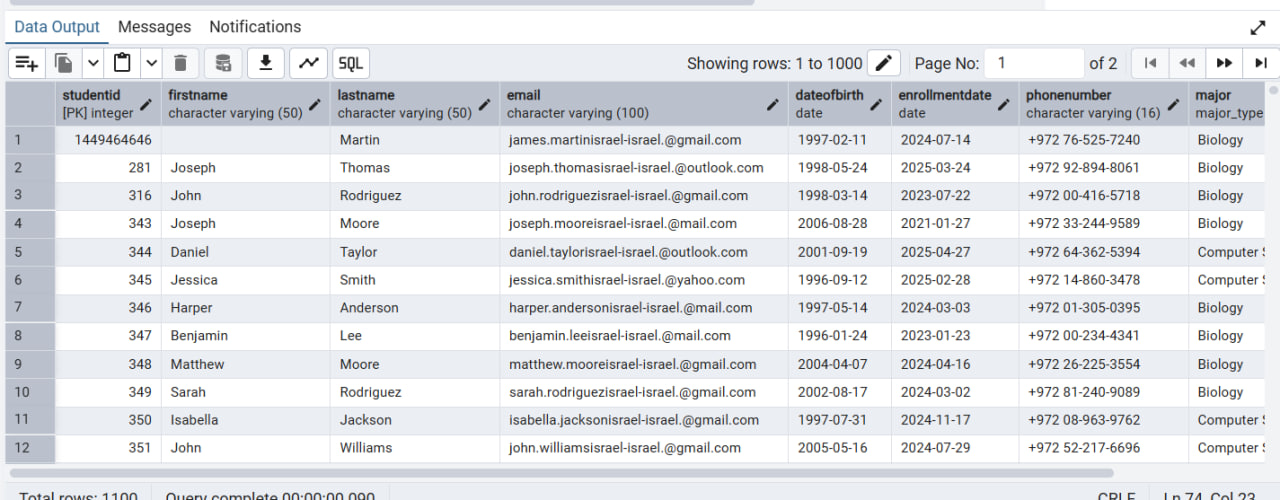 Data Output Messages Notifications
SQL Showing rows: 1 to 1000 Page No: 1 of 2
studentid firstname lastname email dateofbirth enrollmentdate phonenumber major
[PK] integer character varying (50) character varying (50) character varying (100) date date character varying (16) major_type
1 1449464646 Martin james.martinisrael-israel.@gmail.com 1997-02-11 2024-07-14 +972 76-525-7240 Biology
2 281 Joseph Thomas joseph.thomasisrael-israel.@outlook.com 1998-05-24 2025-03-24 +972 92-894-8061 Biology
3 316 John Rodriguez john.rodriguezisrael-israel.@gmail.com 1998-03-14 2023-07-22 +972 00-416-5718 Biology
4 343 Joseph Moore joseph.mooreisrael-israel.@mail.com 2006-08-28 2021-01-27 +972 33-244-9589 Biology
5 344 Daniel Taylor daniel.taylorisrael-israel.@outlook.com 2001-09-19 2025-04-27 +972 64-362-5394 Computer S
6 345 Jessica Smith jessica.smithisrael-israel.@yahoo.com 1996-09-12 2025-02-28 +972 14-860-3478 Computer S
7 346 Harper Anderson harper.andersonisrael-israel.@mail.com 1997-05-14 2024-03-03 +972 01-305-0395 Biology
8 347 Benjamin Lee benjamin.leeisrael-israel.@mail.com 1996-01-24 2023-01-23 +972 00-234-4341 Biology
9 348 Matthew Moore matthew.mooreisrael-israel.@gmail.com 2004-04-07 2024-04-16 +972 26-225-3554 Biology
10 349 Sarah Rodriguez sarah.rodriguezisrael-israel.@gmail.com 2002-08-17 2024-03-02 +972 81-240-9089 Biology
11 350 Isabella Jackson isabella.jacksonisrael-israel.@gmail.com 1997-07-31 2024-11-17 +972 08-963-9762 Computer S
12 351 John Williams john.williamsisrael-israel.@gmail.com 2005-05-16 2024-07-29 +972 52-217-6696 Computer S
Total rows: 1100 Query complete 00:00:00.090 CRLF Ln 74, Col 23